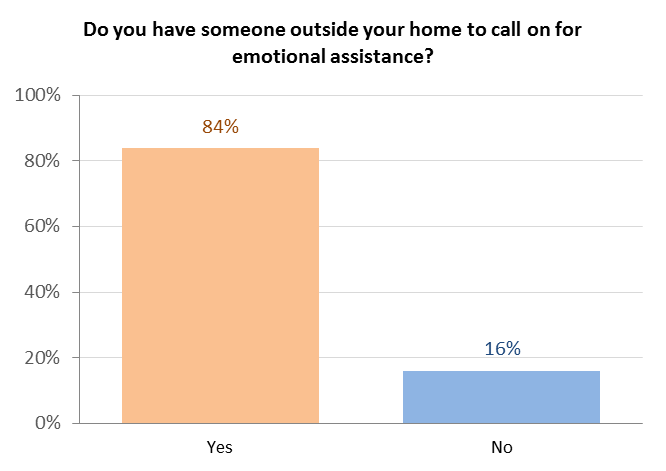 Do you have someone outside your home to call on for
emotional assistance?
100%
84%
80%
60%
40%
16%
20%
0%
Yes
No